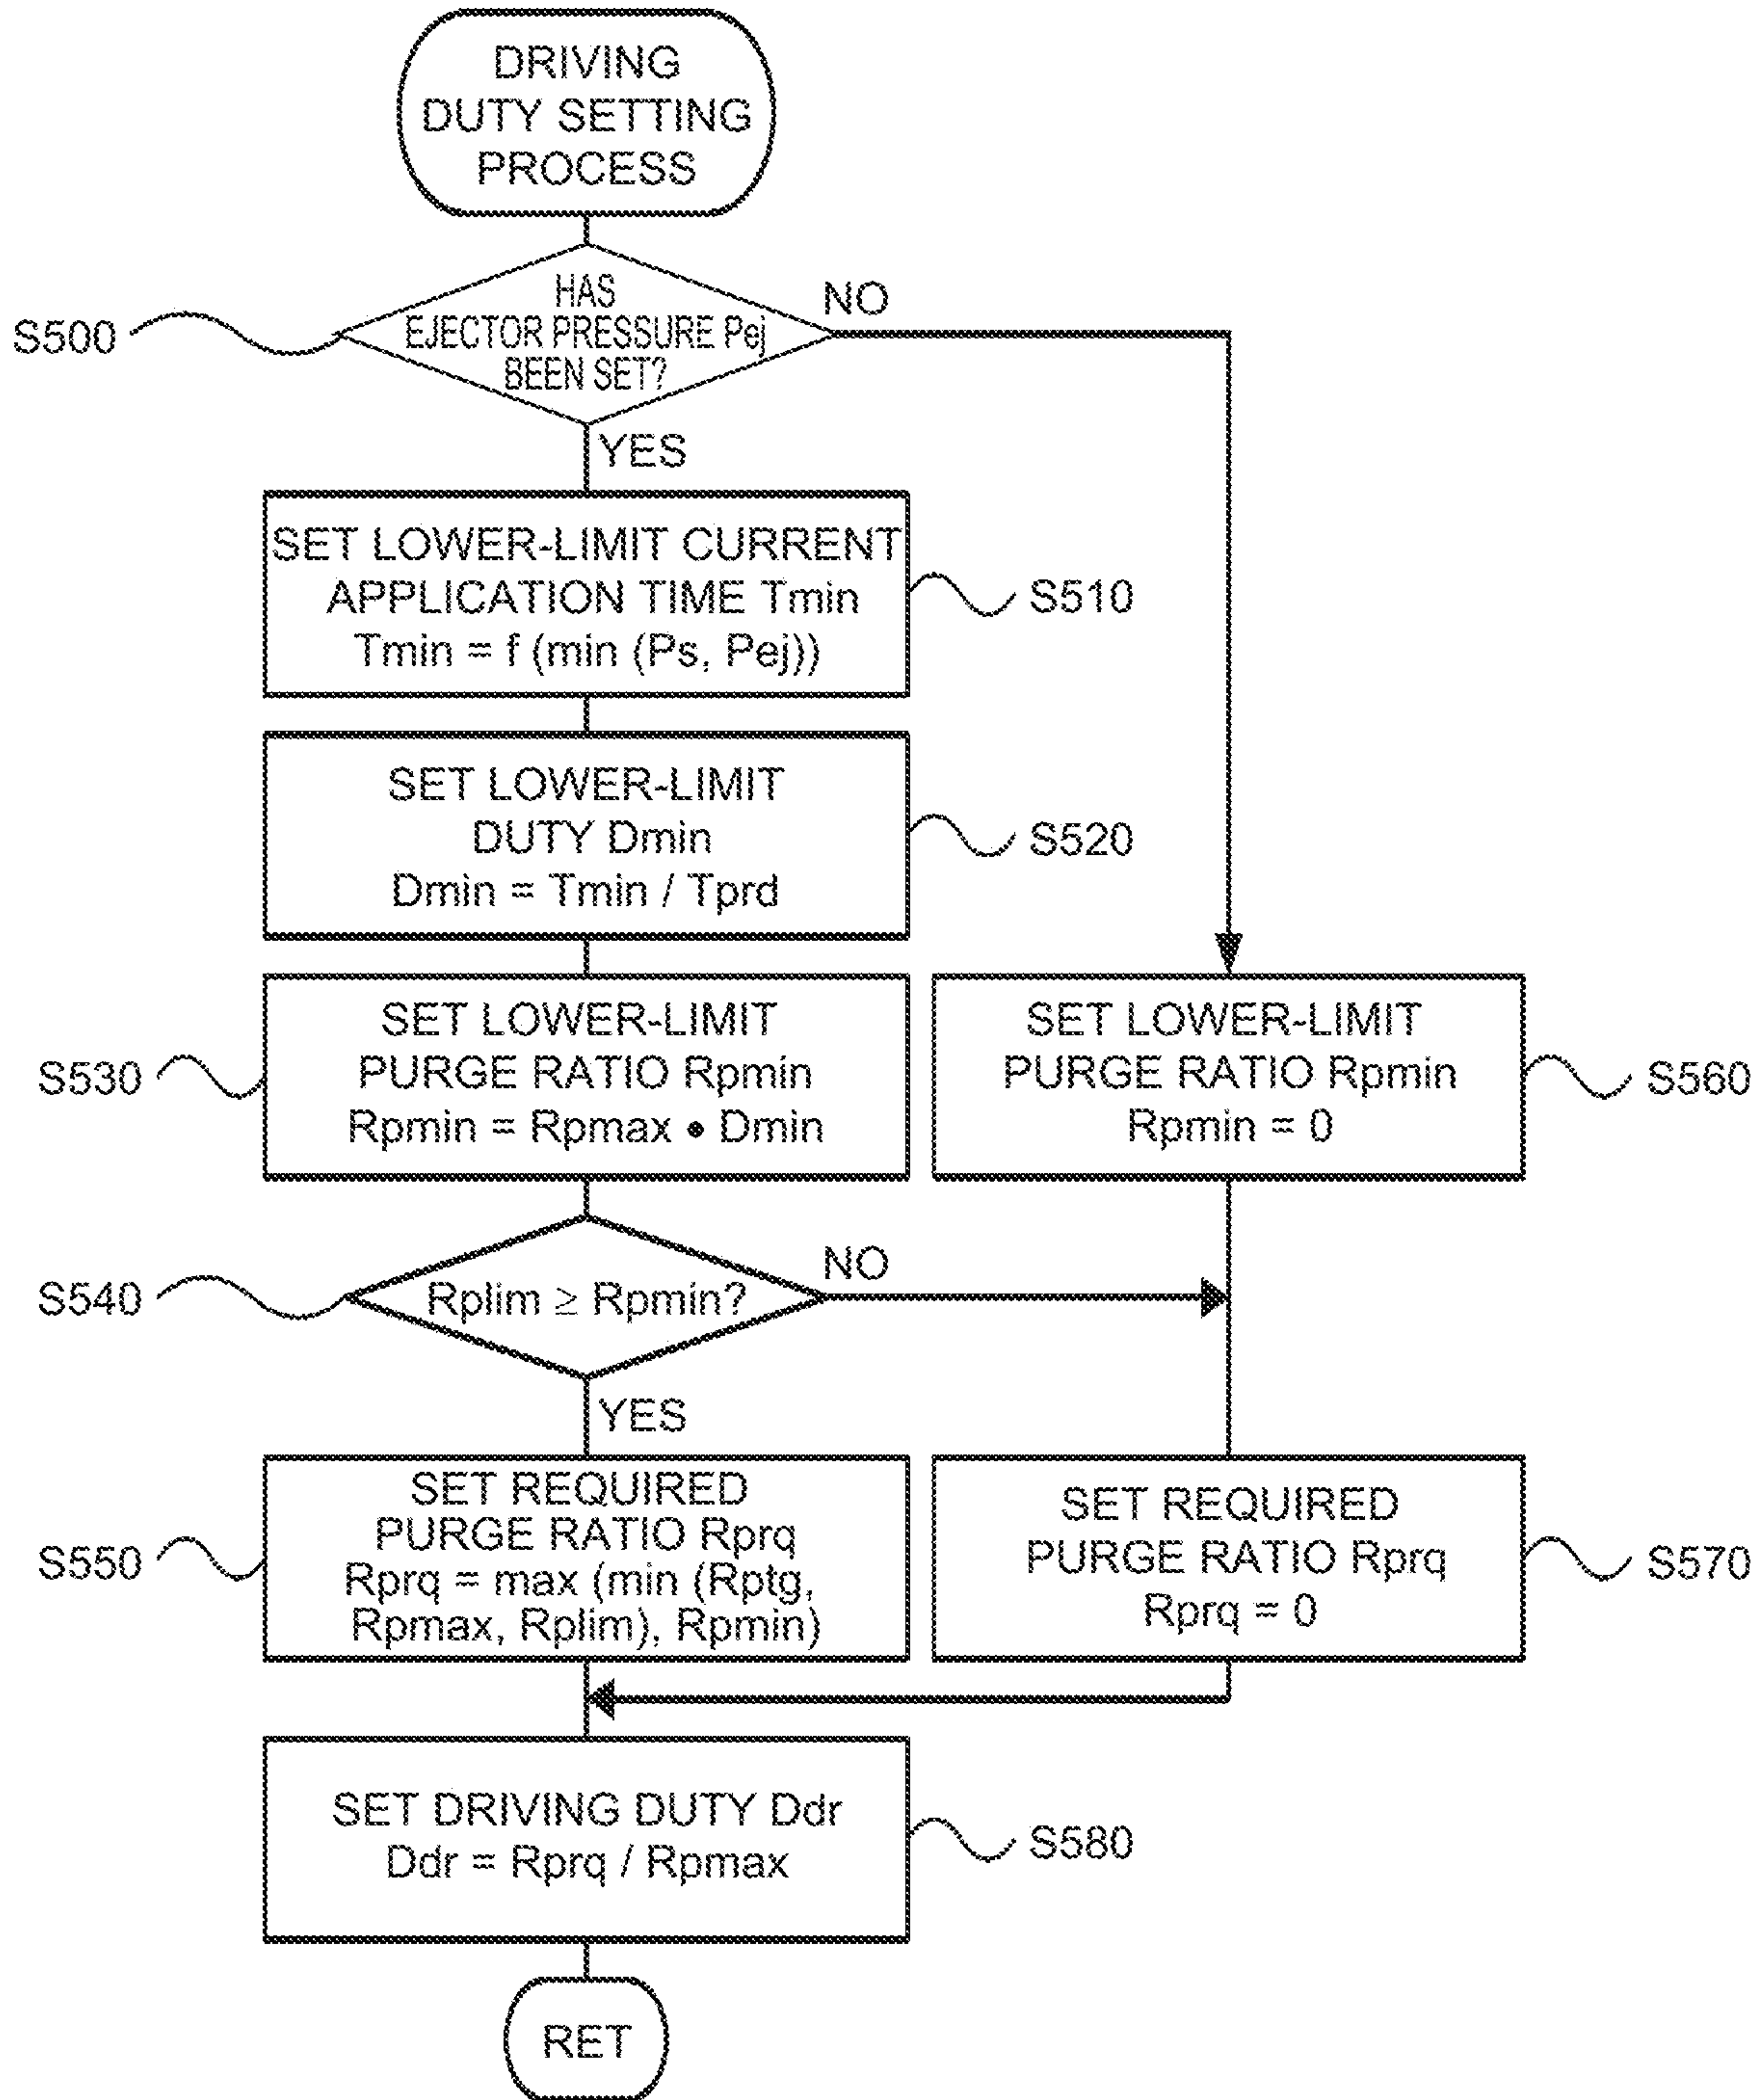 DRIVING
DUTY SETTING
PROCESS
S500
HAS
EJECTOR PRESSURE Pej
BEEN SET?
NO
YES
SET LOWER-LIMIT CURRENT
APPLICATION TIME Tmin
Tmin = f (min (Ps, Pej))
S510
SET LOWER-LIMIT
DUTY Dmin
Dmin = Tmin / Tprd
S520
S530
SET LOWER-LIMIT
PURGE RATIO Rpmin
Rpmin = Rpmax • Dmin
SET LOWER-LIMIT
PURGE RATIO Rpmin
Rpmin = 0
S560
S540
Rplim ≥ Rpmin?
NO
YES
S550
SET REQUIRED
PURGE RATIO Rprq
Rprq = max (min (Rptg,
Rpmax, Rplim), Rpmin)
SET REQUIRED
PURGE RATIO Rprq
Rprq = 0
S570
SET DRIVING DUTY Ddr
Ddr = Rprq / Rpmax
S580
RET